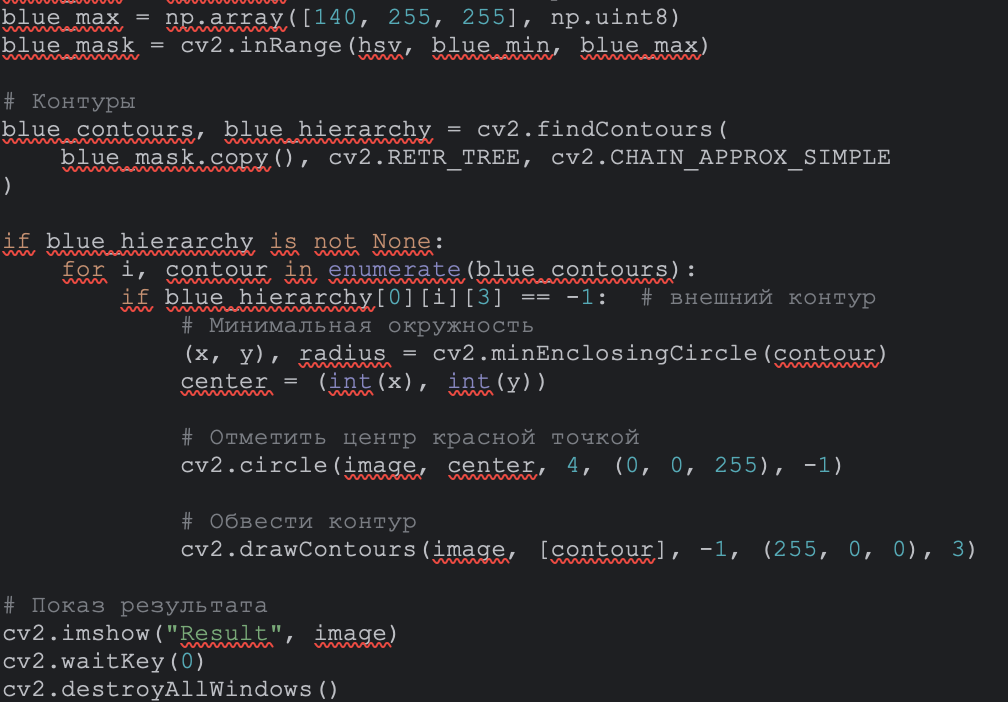 blue_max = np.array([140, 255, 255], np.uint8)
blue_mask = cv2.inRange(hsv, blue_min, blue_max)
# Контуры
blue_contours, blue_hierarchy = cv2.findContours(
    blue_mask.copy(), cv2.RETR_TREE, cv2.CHAIN_APPROX_SIMPLE
)
if blue_hierarchy is not None:
    for i, contour in enumerate(blue_contours):
        if blue_hierarchy[0][i][3] == -1:  # внешний контур
            # Минимальная окружность
            (x, y), radius = cv2.minEnclosingCircle(contour)
            center = (int(x), int(y))
            # Отметить центр красной точкой
            cv2.circle(image, center, 4, (0, 0, 255), -1)
            # Обвести контур
            cv2.drawContours(image, [contour], -1, (255, 0, 0), 3)
# Показ результата
cv2.imshow("Result", image)
cv2.waitKey(0)
cv2.destroyAllWindows()